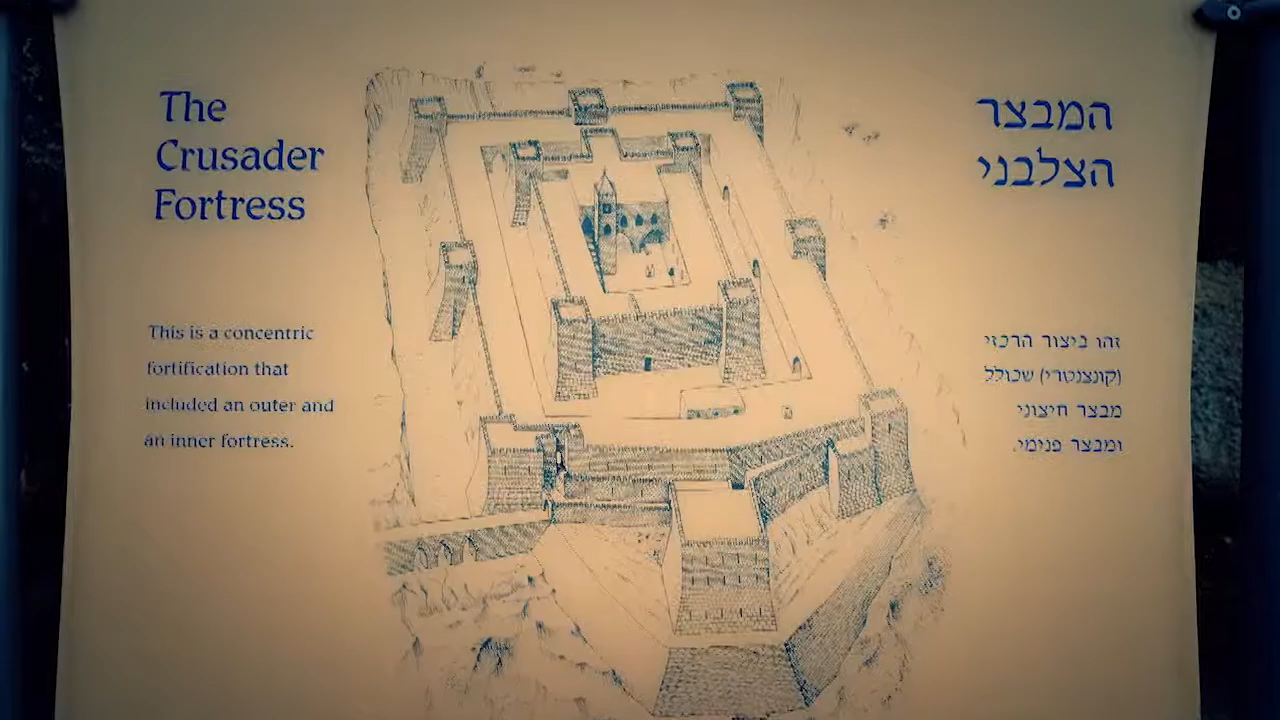 The
Crusader
Fortress
This is a concentric
fortification that
included an outer and
an inner fortress.
המבצר
הצלבני
זהו ביצור הרכזי
(קונצנטרי) שכולל
מבצר חיצוני
ומבצר פנימי.